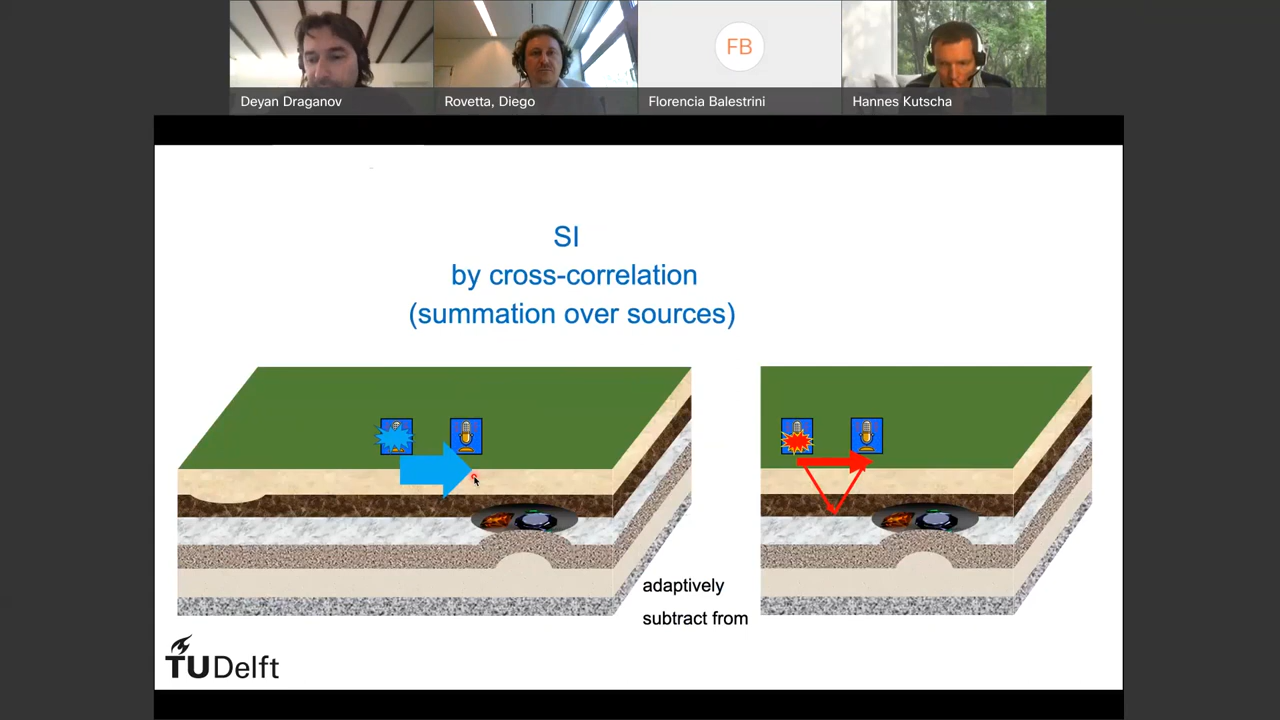 FB
Deyan Draganov
Rovetta, Diego
Florencia Balestrini
Hannes Kutscha
SI
by cross-correlation
(summation over sources)
adaptively
subtract from
TUDelft